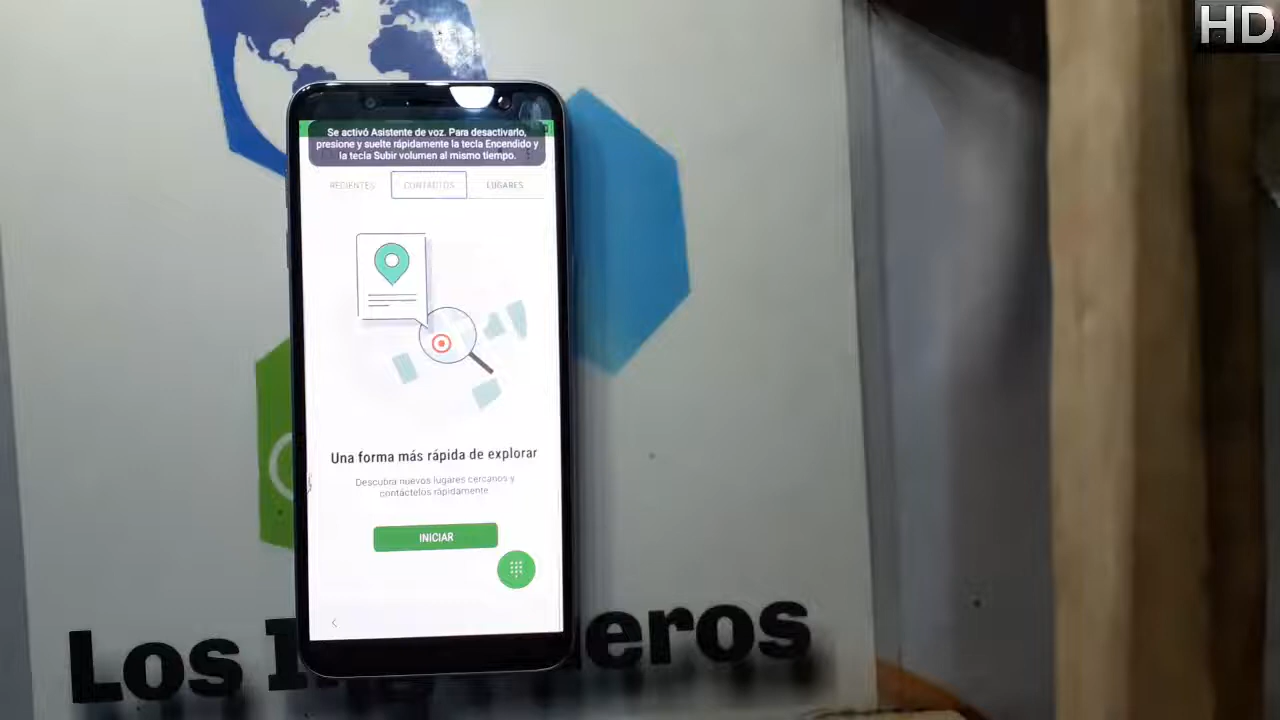 HD
Se activó Asistente de voz. Para desactivarlo,
presione y suelte rápidamente la tecla Encendido y
la tecla Subir volumen al mismo tiempo.
RECIENTES
CONTACTOS
LUGARES
Una forma más rápida de explorar
Descubra nuevos lugares cercanos y
contáctelos rápidamente
INICIAR
Los